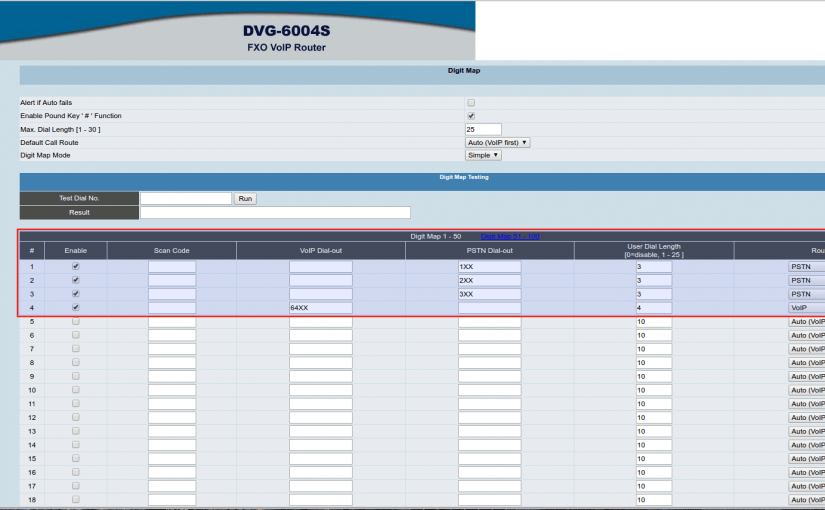 DVG-6004S
FXO VoIP Router
Digit Map
Alert if Auto fails
Enable Pound Key ' # ' Function
Max. Dial Length [1 - 30 ] 25
Default Call Route Auto (VoIP first)
Digit Map Mode Simple
Digit Map Testing
Test Dial No. Run
Result
Digit Map 1 - 50 Digit Map 51 - 100
# Enable Scan Code VoIP Dial-out PSTN Dial-out User Dial Length [0=disable, 1 - 25 ] Rou
1 1XX 3 PSTN
2 2XX 3 PSTN
3 3XX 3 PSTN
4 64XX 4 VoIP
5 10 Auto (VoIP
6 10 Auto (VoIP
7 10 Auto (VoIP
8 10 Auto (VoIP
9 10 Auto (VoIP
10 10 Auto (VoIP
11 10 Auto (VoIP
12 10 Auto (VoIP
13 10 Auto (VoIP
14 10 Auto (VoIP
15 10 Auto (VoIP
16 10 Auto (VoIP
17 10 Auto (VoIP
18 10 Auto (VoIP